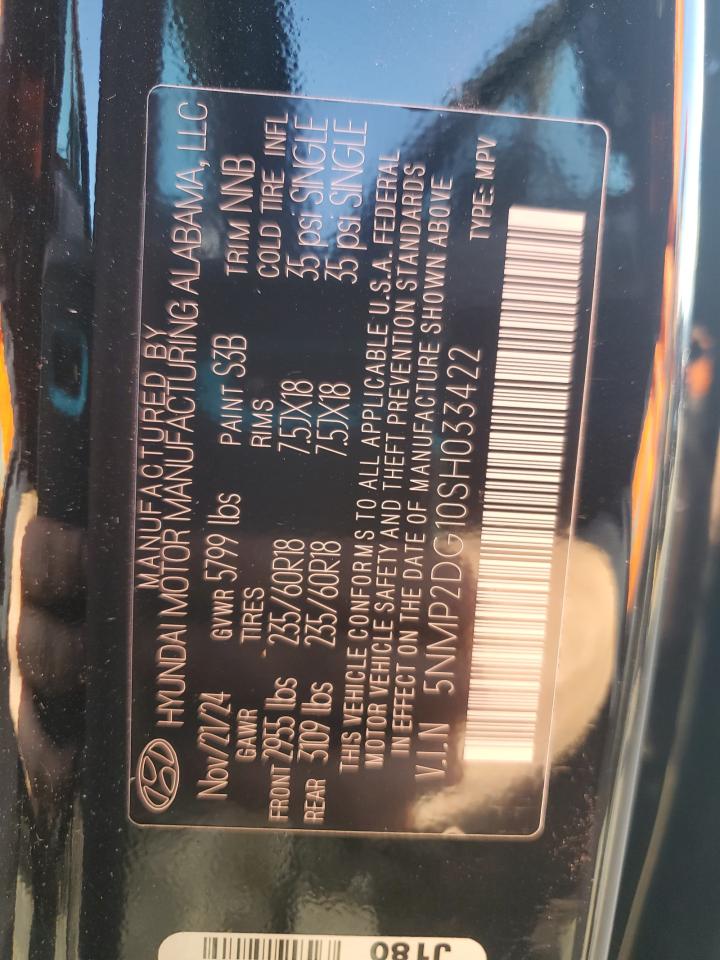 MANUFACTURED BY
HYUNDAI MOTOR MANUFACTURING ALABAMA, LLC
Nov/21/24 GVWR 5799 lbs PAINT S3B TRIM NNB
GAWR TIRES RIMS COLD TIRE INFL
FRONT 2955 lbs 235/60R18 7.5JX18 35 psi SINGLE
REAR 3109 lbs 235/60R18 7.5JX18 35 psi SINGLE
THIS VEHICLE CONFORMS TO ALL APPLICABLE U.S.A. FEDERAL
MOTOR VEHICLE SAFETY AND THEFT PREVENTION STANDARDS
IN EFFECT ON THE DATE OF MANUFACTURE SHOWN ABOVE
V.I.N 5NMP2DG10SH033422 TYPE: MPV
J180